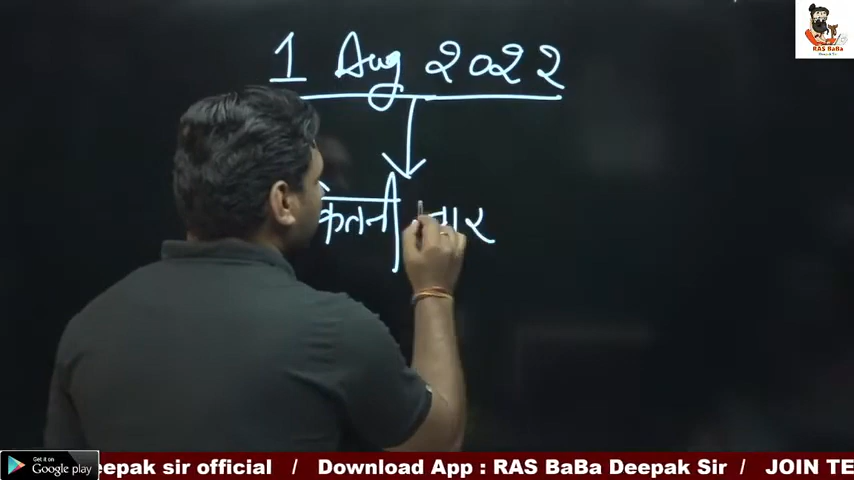 1 Aug 2022
कितनी बार
RAS BaBa
Get it on
Google play
eepak sir official / Download App : RAS BaBa Deepak Sir / JOIN TE